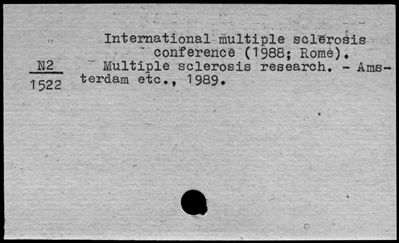 International multiple sclerosis
conference (1988; Rome).
N2
Multiple sclerosis research. - Ams-
1522
terdam etc., 1989.